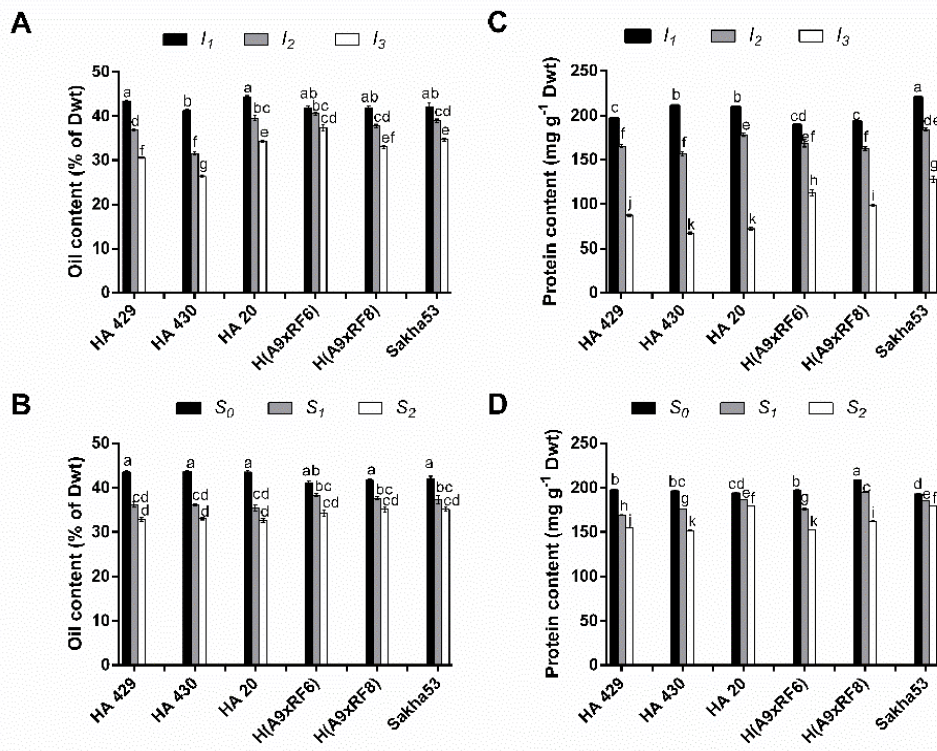 A
I1 I2 I3
Oil content (% of Dwt)
50
40
30
20
10
0
a d f
b f g
a bc e
ab bc cd
ab cd ef
ab cd e
HA 429 HA 430 HA 20 H(A9xRF6) H(A9xRF8) Sakha53
C
I1 I2 I3
Protein content (mg g-1 Dwt)
250
200
150
100
50
0
c f j
b f k
b e k
cd ef h
c f i
a de g
HA 429 HA 430 HA 20 H(A9xRF6) H(A9xRF8) Sakha53
B
S0 S1 S2
Oil content (% of Dwt)
50
40
30
20
10
0
a cd d
a cd d
a cd d
ab bc cd
a bc cd
a bc cd
HA 429 HA 430 HA 20 H(A9xRF6) H(A9xRF8) Sakha53
D
S0 S1 S2
Protein content (mg g-1 Dwt)
250
200
150
100
50
0
b h j
bc g k
cd e f
b g k
a c i
d e f
HA 429 HA 430 HA 20 H(A9xRF6) H(A9xRF8) Sakha53